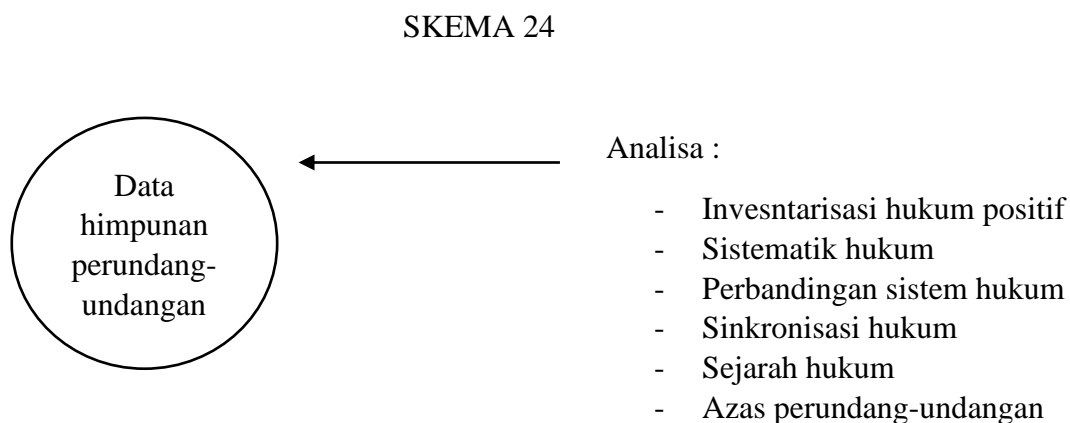 SKEMA 24
Data
himpunan
perundang-
undangan
Analisa :
- Invesntarisasi hukum positif
- Sistematik hukum
- Perbandingan sistem hukum
- Sinkronisasi hukum
- Sejarah hukum
- Azas perundang-undangan